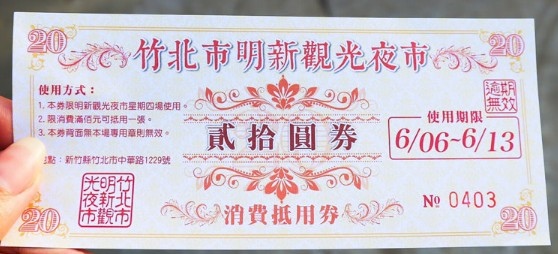 20 竹北市明新觀光夜市 20
使用方式：
1. 本券限明新觀光夜市星期四場使用。
2. 限消費滿佰元可抵用一張。
3. 本券背面無本場專用章則無效。
地點：新竹縣竹北市中華路1229號
貳拾圓券
消費抵用券
逾期無效
使用期限
6/06~6/13
№ 0403
竹北市明新觀光夜市
20 20